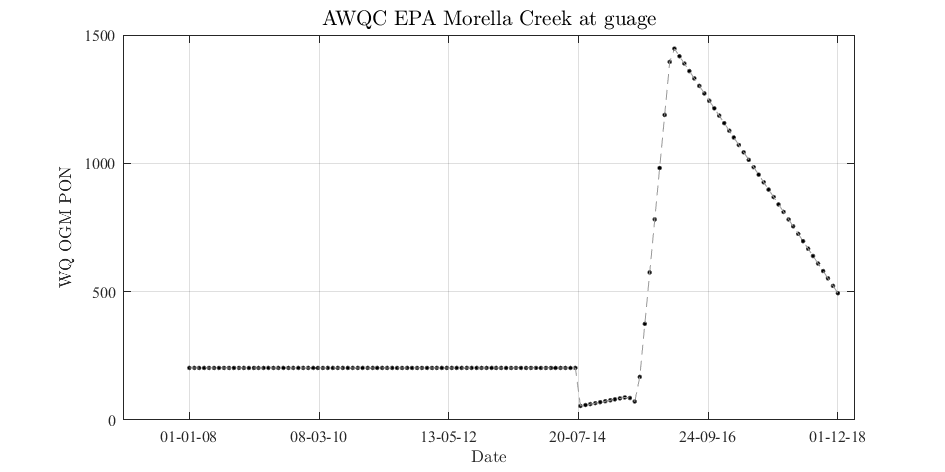 AWQC EPA Morella Creek at guage
1500
1000
500
0
WQ OGM PON
01-01-08 08-03-10 13-05-12 20-07-14 24-09-16 01-12-18
Date